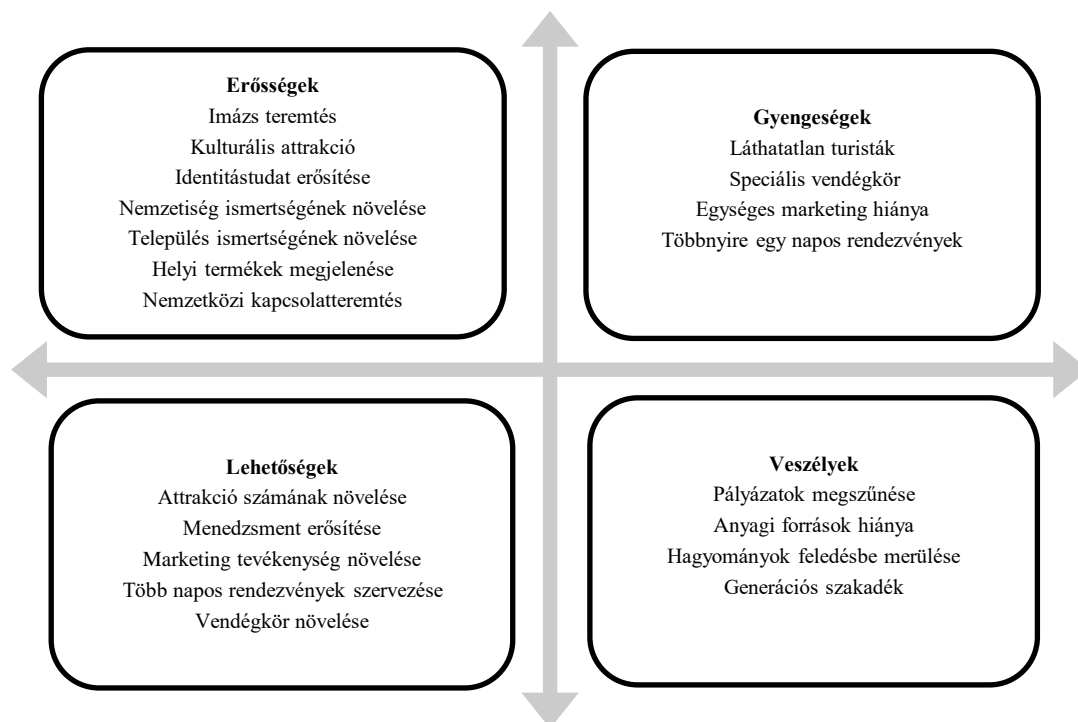 Erősségek
Imázs teremtés
Kulturális attrakció
Identitástudat erősítése
Nemzetiség ismertségének növelése
Település ismertségének növelése
Helyi termékek megjelenése
Nemzetközi kapcsolatteremtés
Gyengeségek
Láthatatlan turisták
Speciális vendégkör
Egységes marketing hiánya
Többnyire egy napos rendezvények
Lehetőségek
Attrakció számának növelése
Menedzsment erősítése
Marketing tevékenység növelése
Több napos rendezvények szervezése
Vendégkör növelése
Veszélyek
Pályázatok megszűnése
Anyagi források hiánya
Hagyományok feledésbe merülése
Generációs szakadék